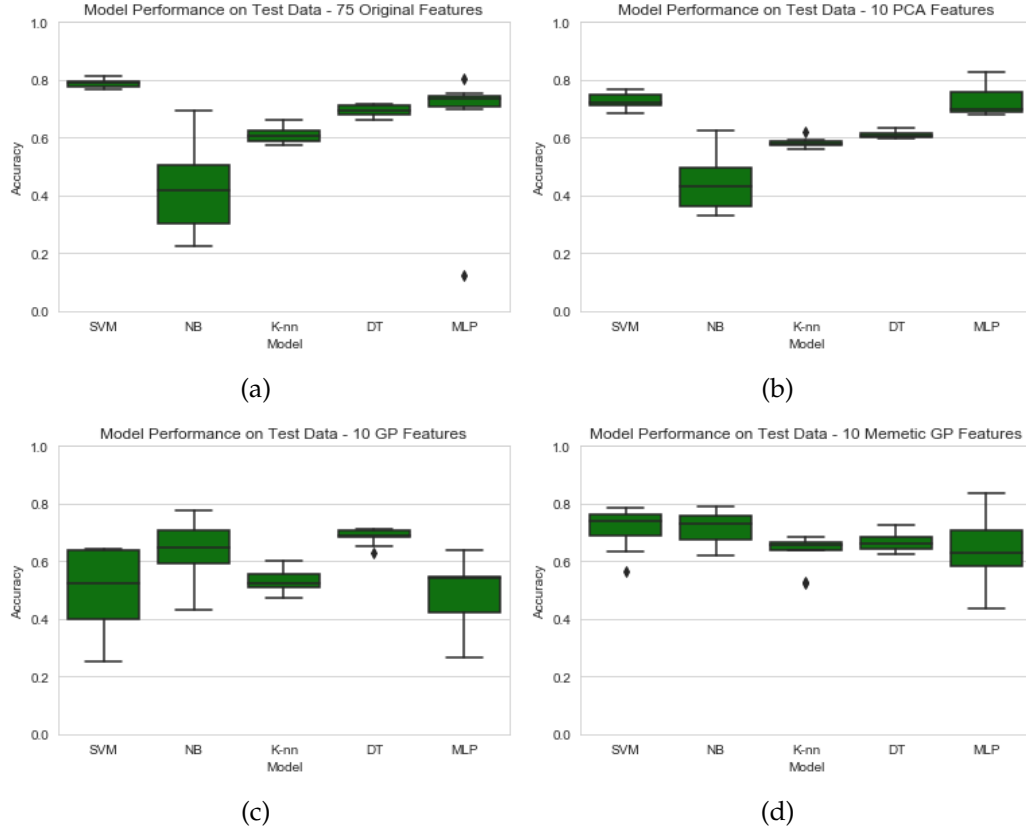 Model Performance on Test Data - 75 Original Features
1.0
0.8
0.6
0.4
0.2
0.0
Accuracy
SVM NB K-nn DT MLP
Model
(a)
Model Performance on Test Data - 10 PCA Features
1.0
0.8
0.6
0.4
0.2
0.0
Accuracy
SVM NB K-nn DT MLP
Model
(b)
Model Performance on Test Data - 10 GP Features
1.0
0.8
0.6
0.4
0.2
0.0
Accuracy
SVM NB K-nn DT MLP
Model
(c)
Model Performance on Test Data - 10 Memetic GP Features
1.0
0.8
0.6
0.4
0.2
0.0
Accuracy
SVM NB K-nn DT MLP
Model
(d)